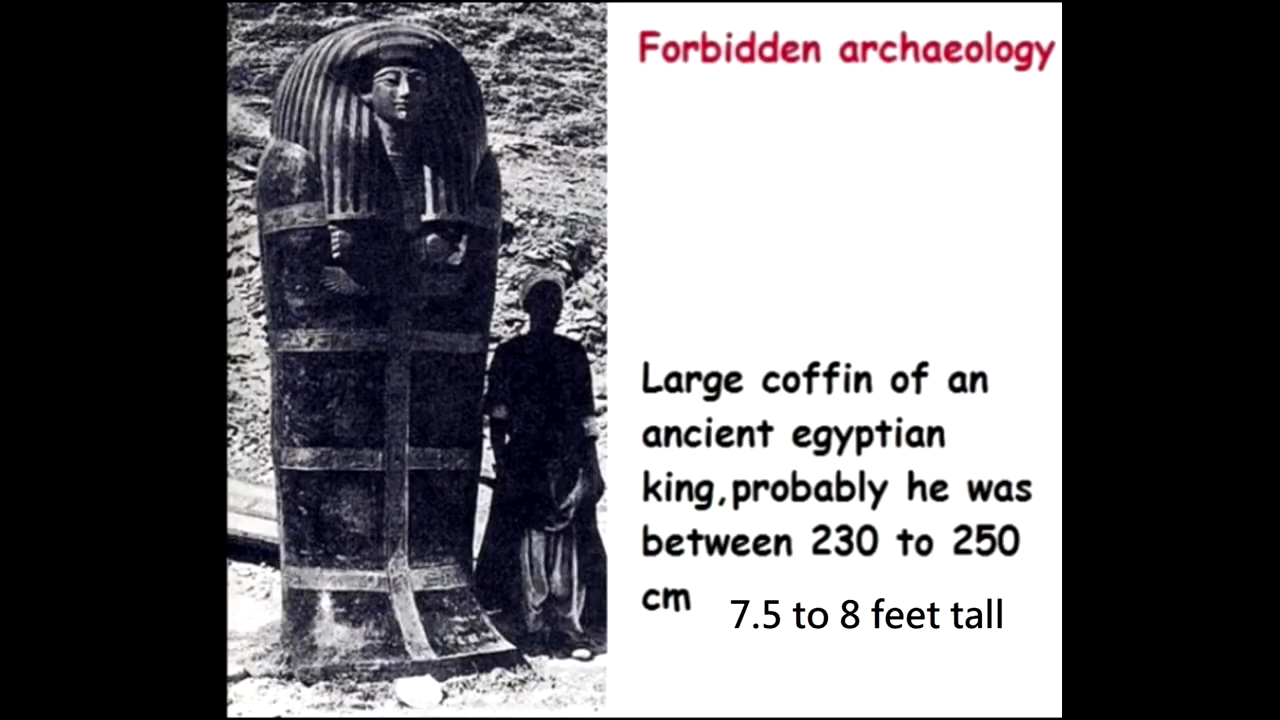 Forbidden archaeology
Large coffin of an
ancient egyptian
king,probably he was
between 230 to 250
cm
7.5 to 8 feet tall